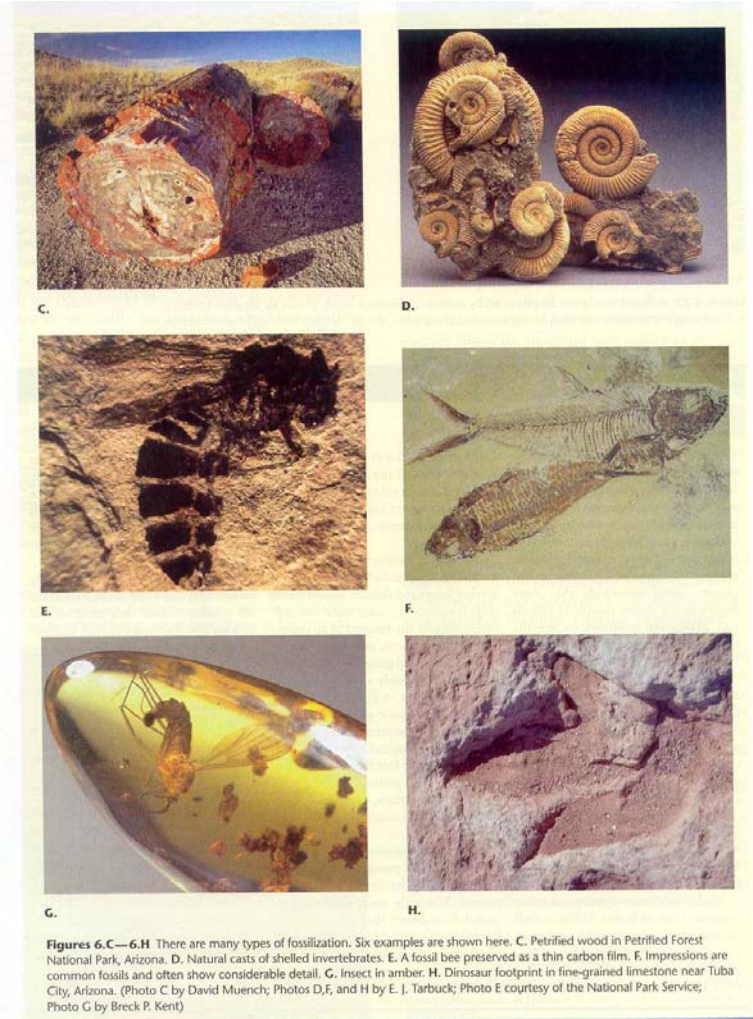 C.
D.
E.
F.
G.
H.
Figures 6.C—6.H There are many types of fossilization. Six examples are shown here. C. Petrified wood in Petrified Forest
National Park, Arizona. D. Natural casts of shelled invertebrates. E. A fossil bee preserved as a thin carbon film. F. Impressions are
common fossils and often show considerable detail. G. Insect in amber. H. Dinosaur footprint in fine-grained limestone near Tuba
City, Arizona. (Photo C by David Muench; Photos D,F, and H by E. J. Tarbuck; Photo E courtesy of the National Park Service;
Photo G by Breck P. Kent)